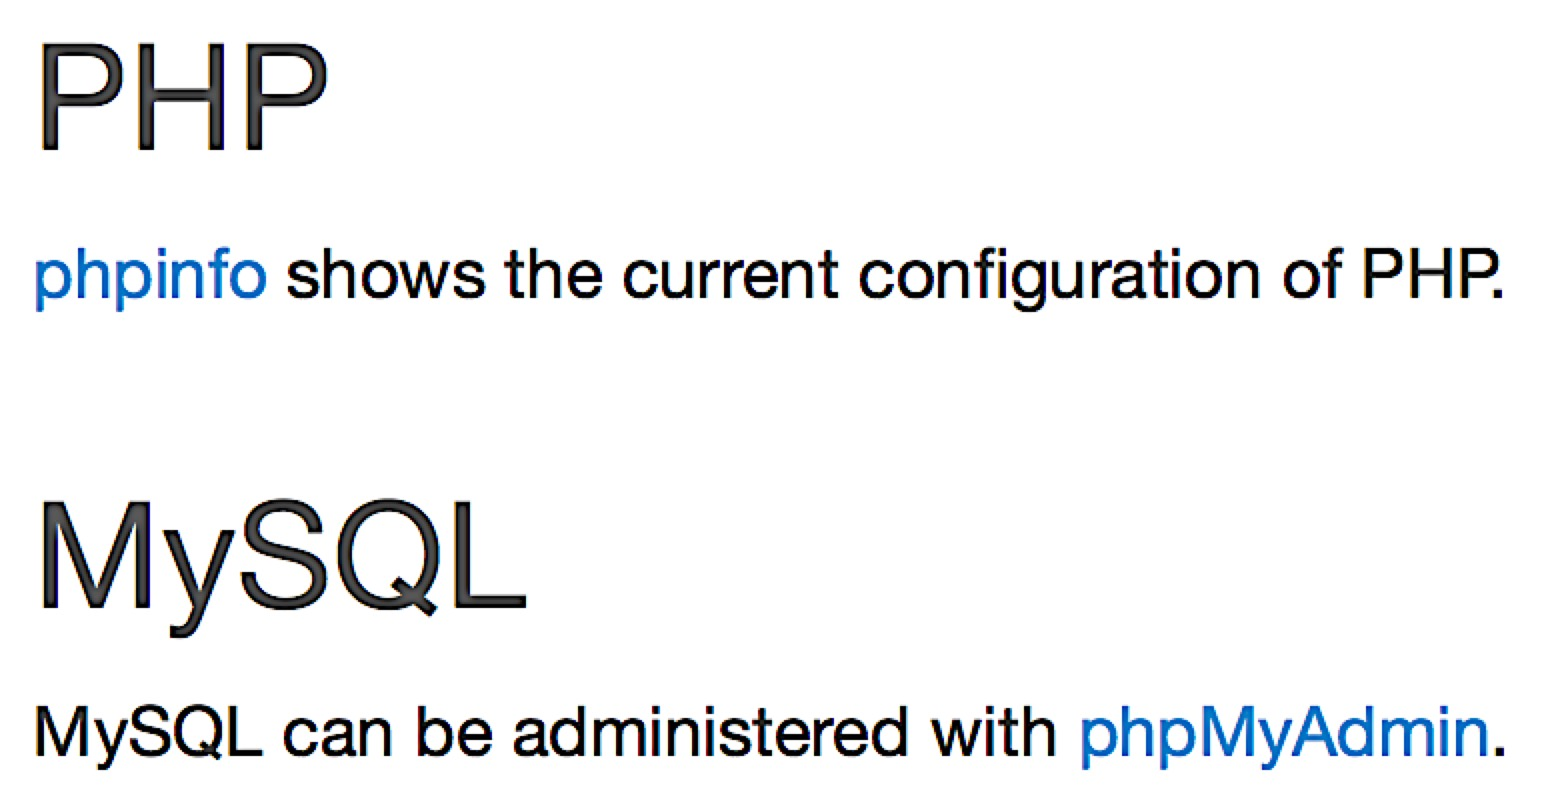 PHP
phpinfo shows the current configuration of PHP.
MySQL
MySQL can be administered with phpMyAdmin.